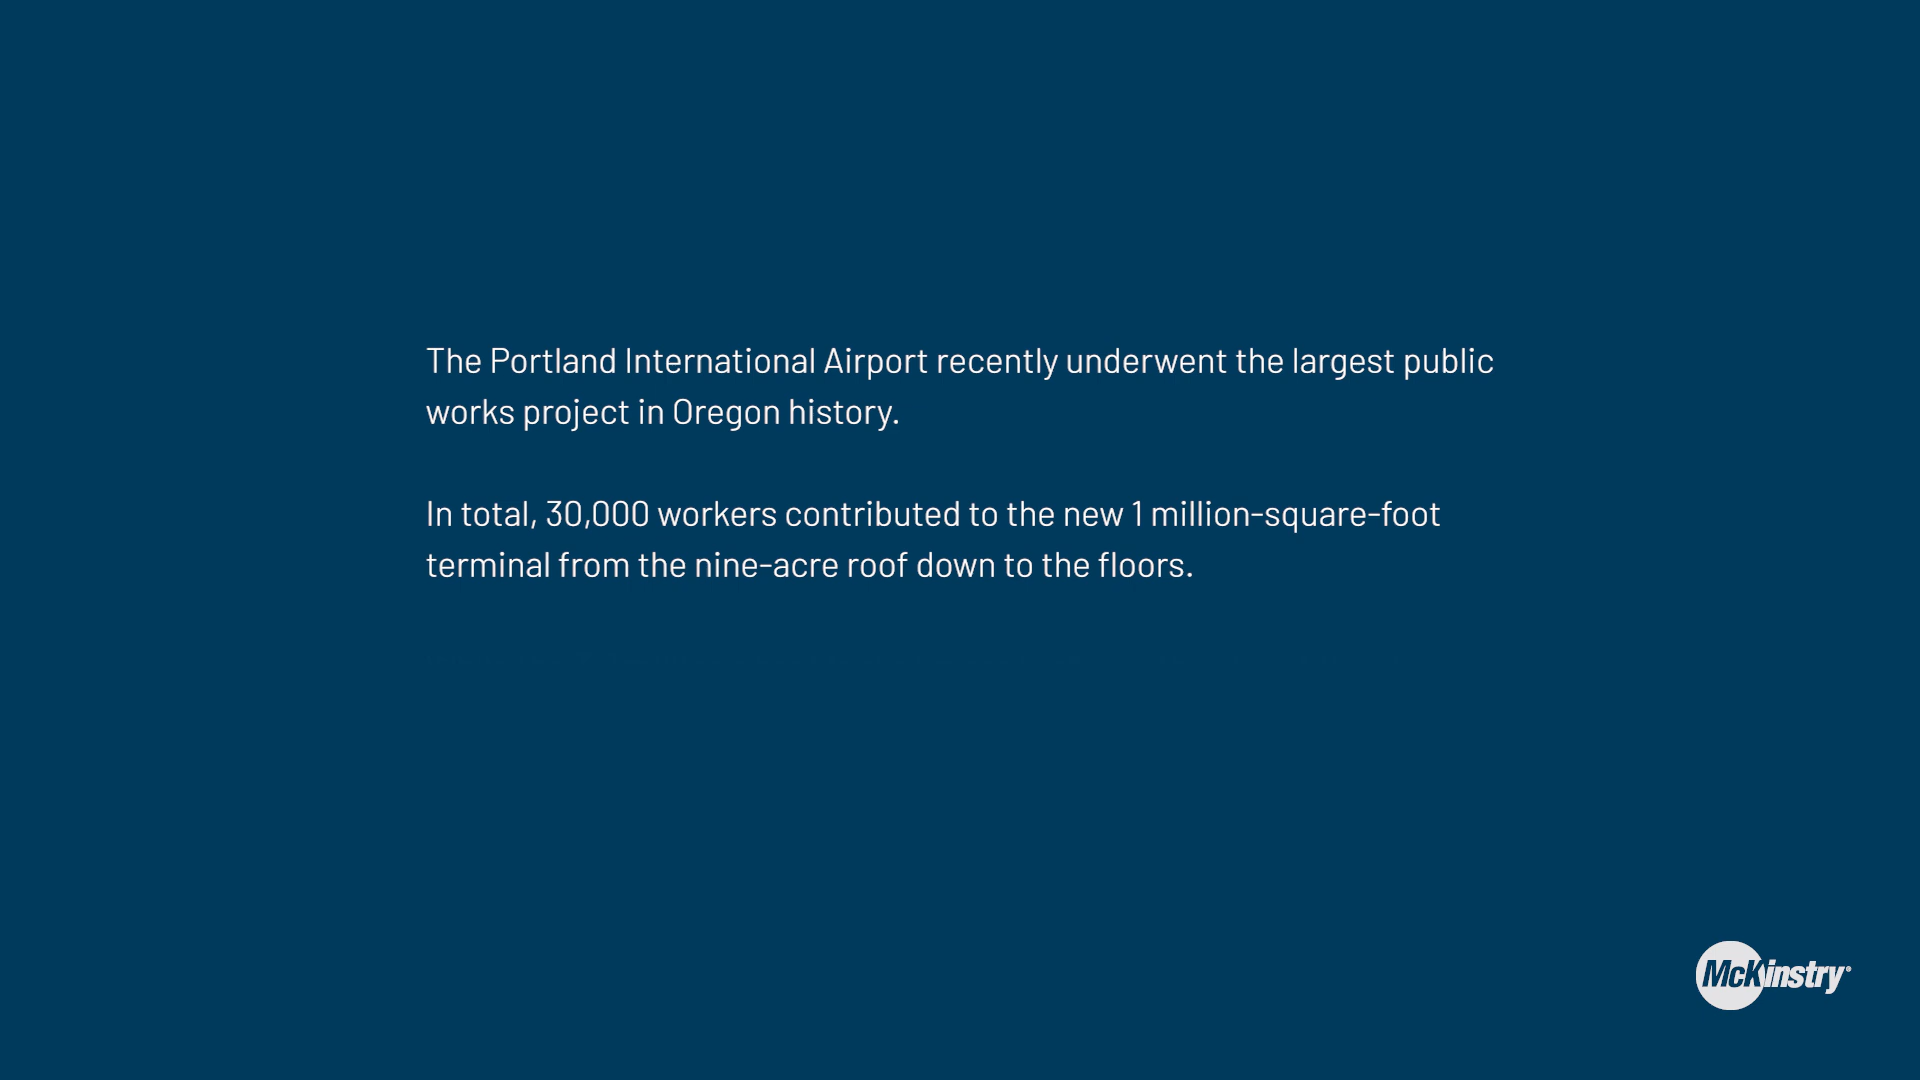 The Portland International Airport recently underwent the largest public
works project in Oregon history.
In total, 30,000 workers contributed to the new 1 million-square-foot
terminal from the nine-acre roof down to the floors.
McKinstry®